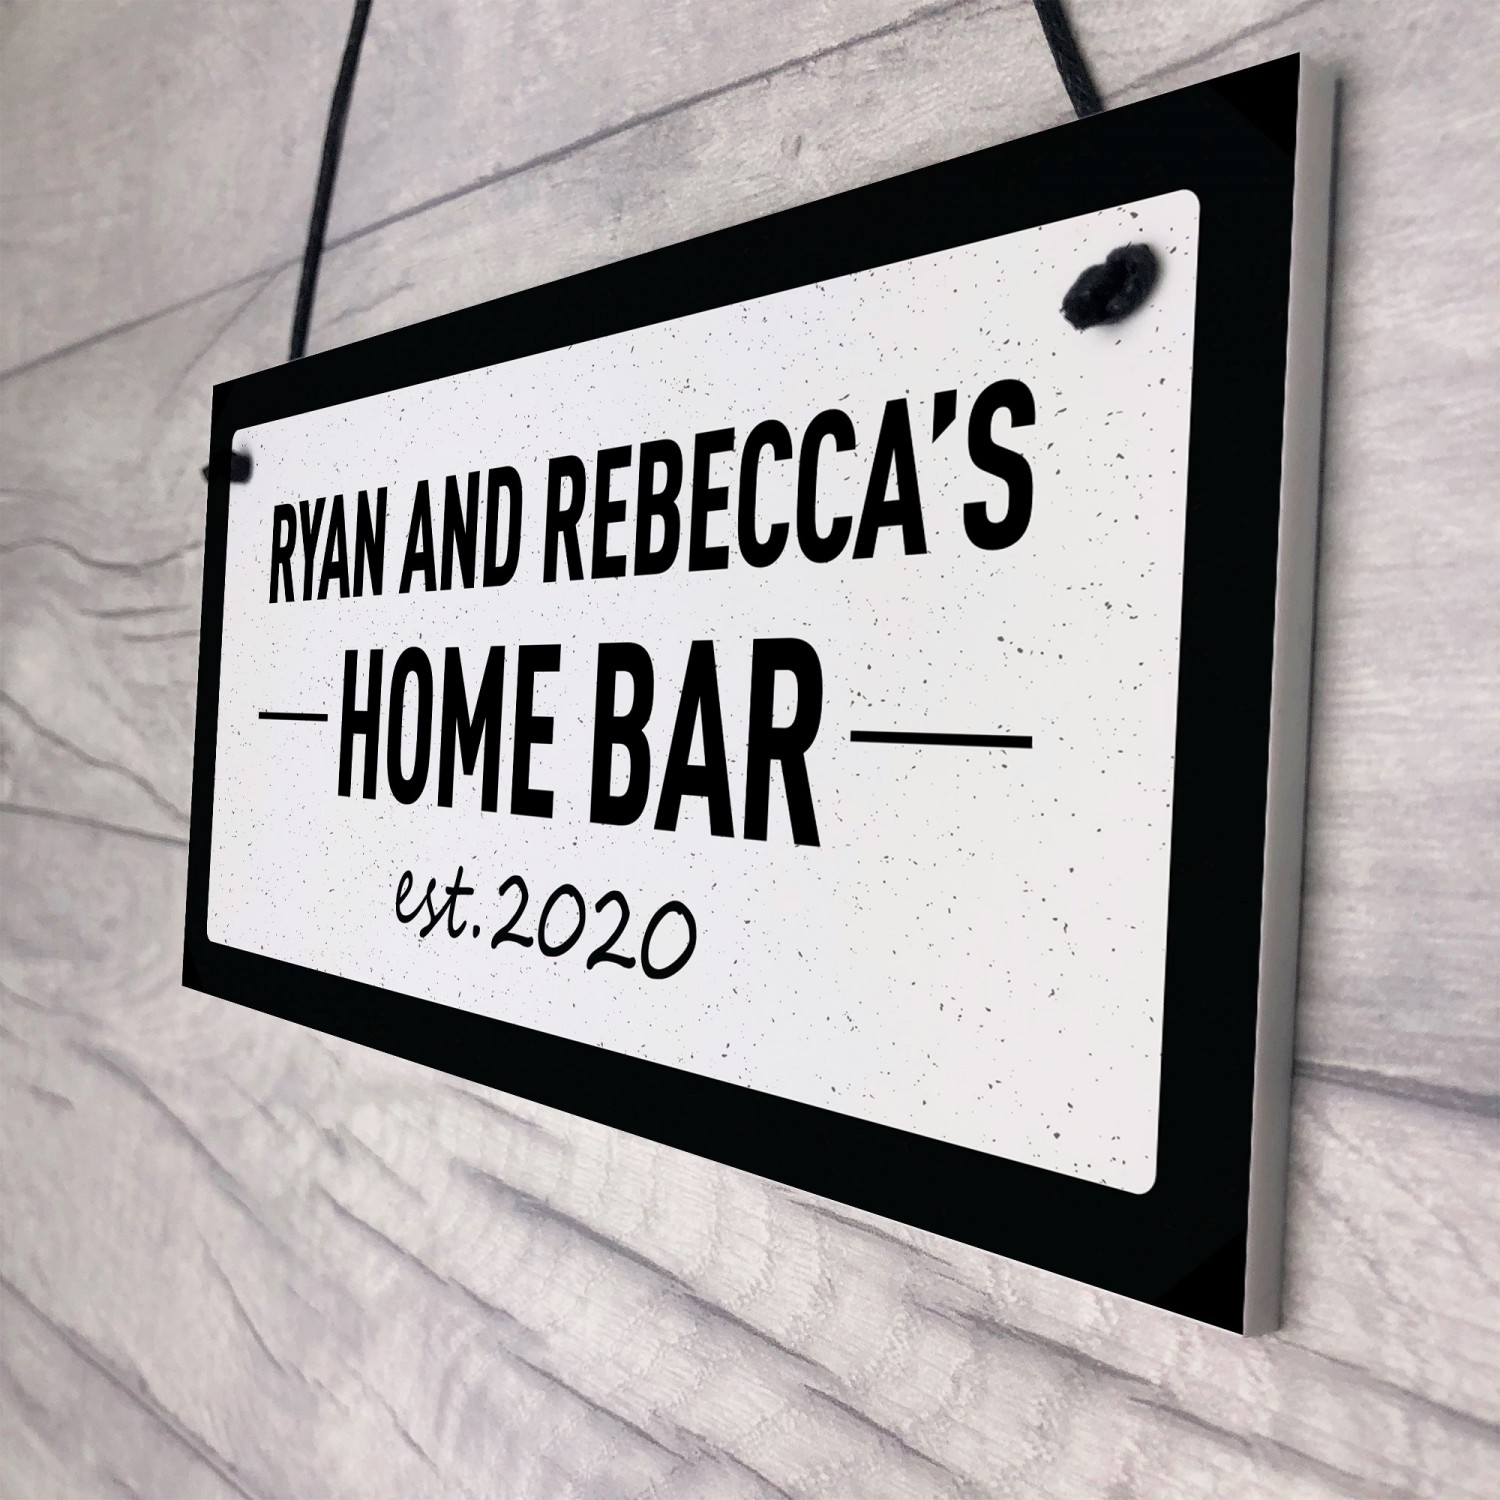 RYAN AND REBECCA'S
HOME BAR
est.2020